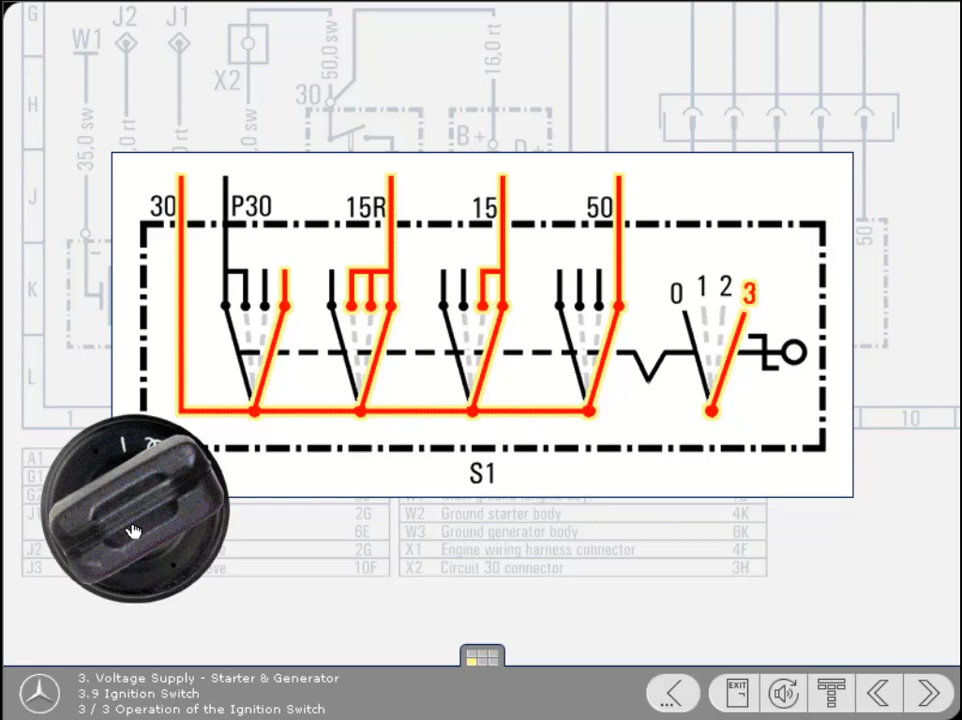 G
J2
J1
W1
X2
50,0 sw
16,0 rt
30
H
35,0 sw
,0 rt
,0 rt
,0 sw
B+
D+
30
P30
15R
15
50
J
50
K
0
1
2
3
L
1
10
S1
A1
G1
G2
J1
2G
W2 Ground starter body 4K
6E
W3 Ground generator body 6K
J2
2G
X1 Engine wiring harness connector 4F
J3
10F
X2 Circuit 30 connector 3H
EXIT
3. Voltage Supply - Starter & Generator
3.9 Ignition Switch
3 / 3 Operation of the Ignition Switch